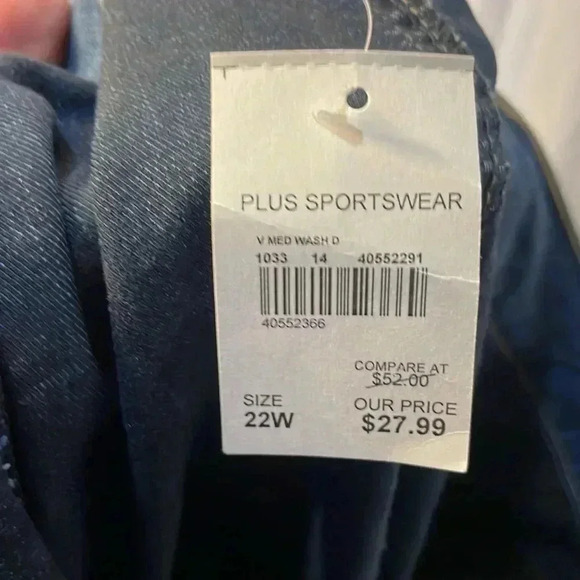 PLUS SPORTSWEAR
V MED WASH D
1033 14 40552291
40552366
COMPARE AT
$52.00
SIZE OUR PRICE
22W $27.99